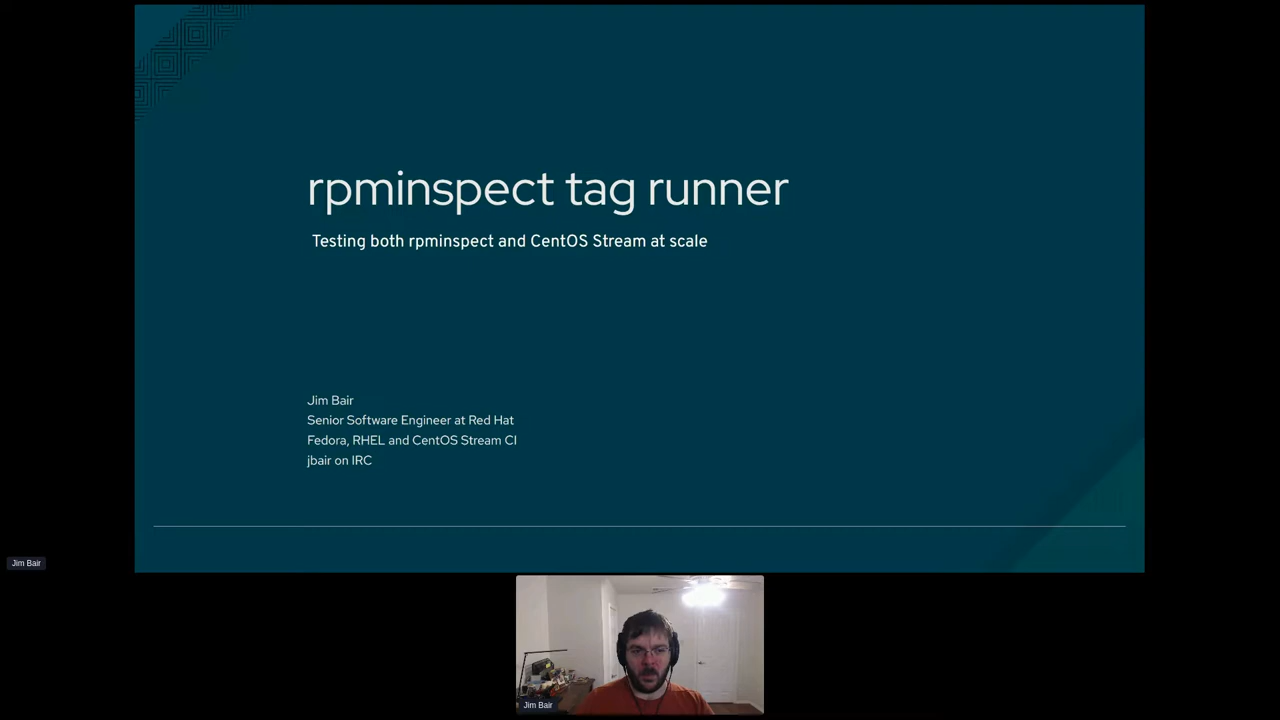 rpminspect tag runner
Testing both rpminspect and CentOS Stream at scale
Jim Bair
Senior Software Engineer at Red Hat
Fedora, RHEL and CentOS Stream CI
jbair on IRC
Jim Bair
Jim Bair